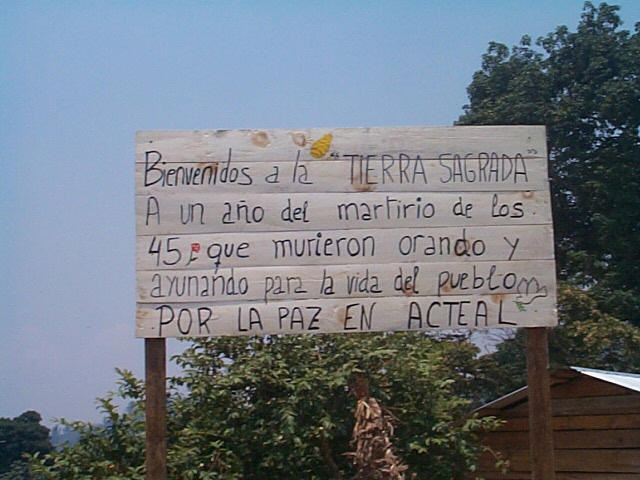 Bienvenidos a la "TIERRA SAGRADA"
A un año del martirio de los.
45 que murieron orando y
ayunando para la vida del pueblo
POR LA PAZ EN ACTEAL